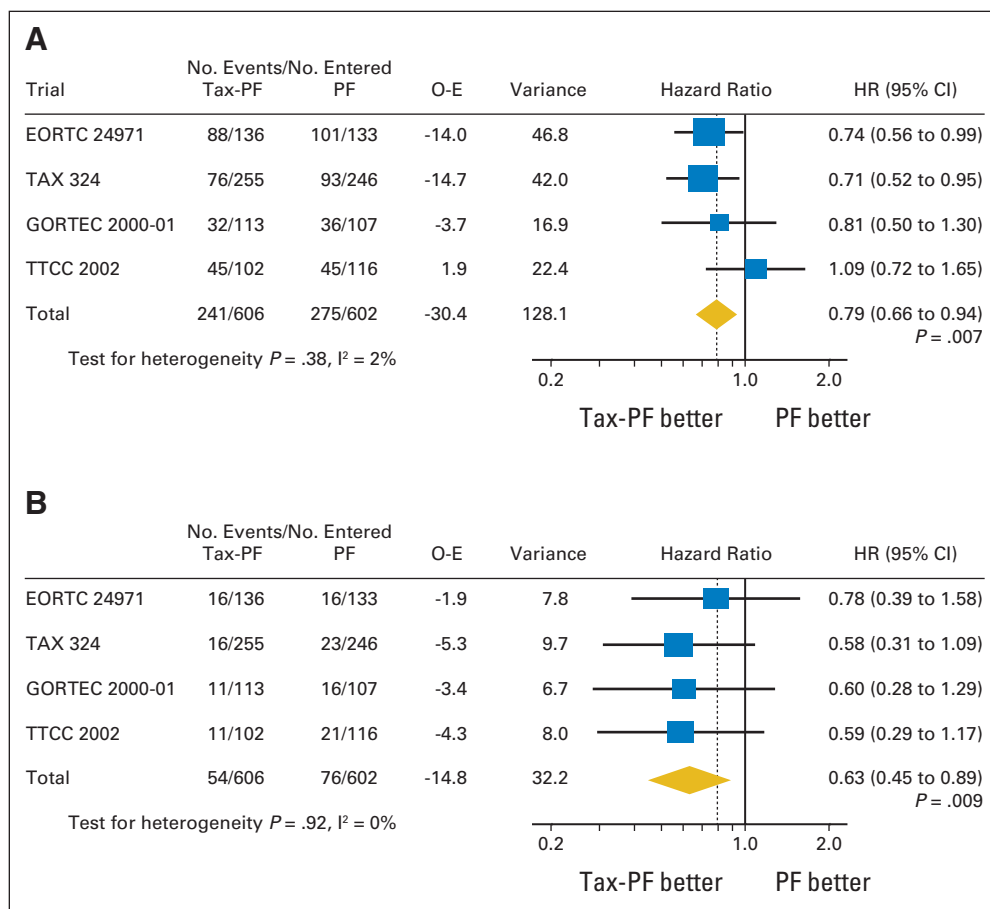 A
No. Events/No. Entered
Trial Tax-PF PF O-E Variance Hazard Ratio HR (95% CI)
EORTC 24971 88/136 101/133 -14.0 46.8 0.74 (0.56 to 0.99)
TAX 324 76/255 93/246 -14.7 42.0 0.71 (0.52 to 0.95)
GORTEC 2000-01 32/113 36/107 -3.7 16.9 0.81 (0.50 to 1.30)
TTCC 2002 45/102 45/116 1.9 22.4 1.09 (0.72 to 1.65)
Total 241/606 275/602 -30.4 128.1 0.79 (0.66 to 0.94)
P = .007
Test for heterogeneity P = .38, I² = 2%
0.2 1.0 2.0
Tax-PF better PF better
B
No. Events/No. Entered
Trial Tax-PF PF O-E Variance Hazard Ratio HR (95% CI)
EORTC 24971 16/136 16/133 -1.9 7.8 0.78 (0.39 to 1.58)
TAX 324 16/255 23/246 -5.3 9.7 0.58 (0.31 to 1.09)
GORTEC 2000-01 11/113 16/107 -3.4 6.7 0.60 (0.28 to 1.29)
TTCC 2002 11/102 21/116 -4.3 8.0 0.59 (0.29 to 1.17)
Total 54/606 76/602 -14.8 32.2 0.63 (0.45 to 0.89)
P = .009
Test for heterogeneity P = .92, I² = 0%
0.2 1.0 2.0
Tax-PF better PF better